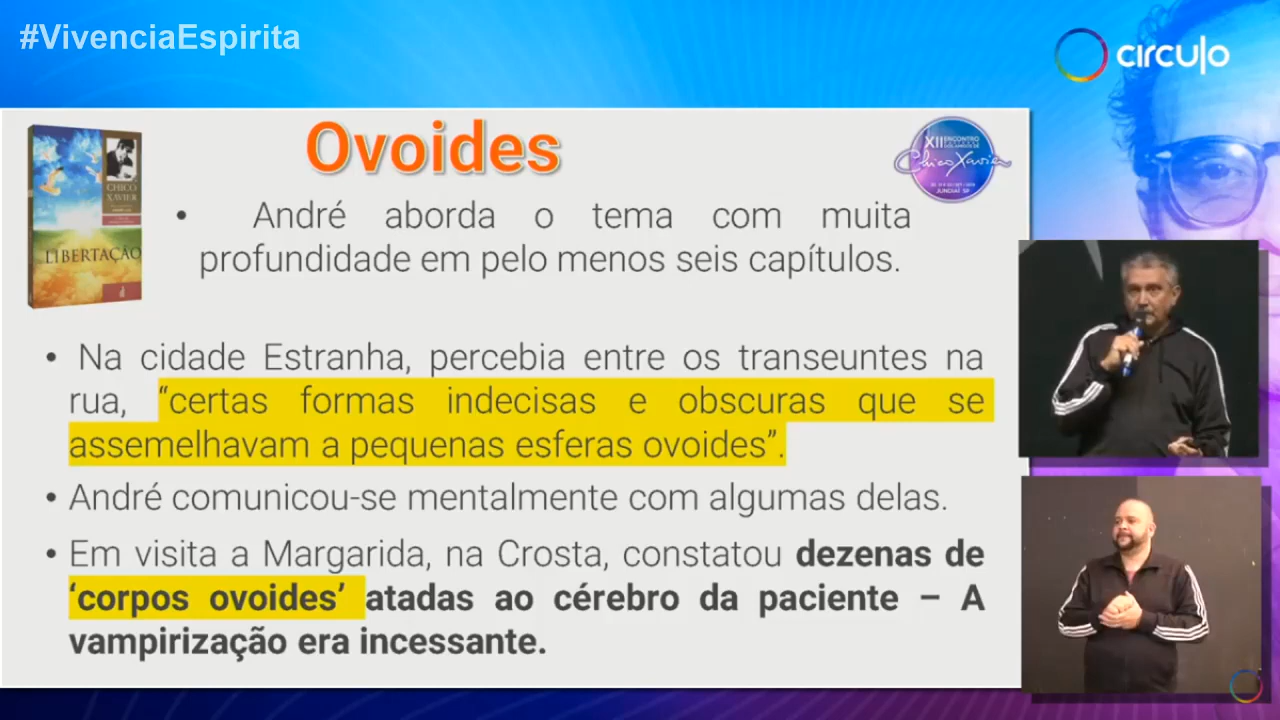 #VivenciaEspirita
circulo
Ovoides
XII ENCONTRO
Chico Xavier
JUNDIAÍ SP
CHICO
XAVIER
LIBERTAÇÃO
• André aborda o tema com muita
profundidade em pelo menos seis capítulos.
• Na cidade Estranha, percebia entre os transeuntes na
rua, “certas formas indecisas e obscuras que se
assemelhavam a pequenas esferas ovoides”.
• André comunicou-se mentalmente com algumas delas.
• Em visita a Margarida, na Crosta, constatou dezenas de
‘corpos ovoides’ atadas ao cérebro da paciente – A
vampirização era incessante.